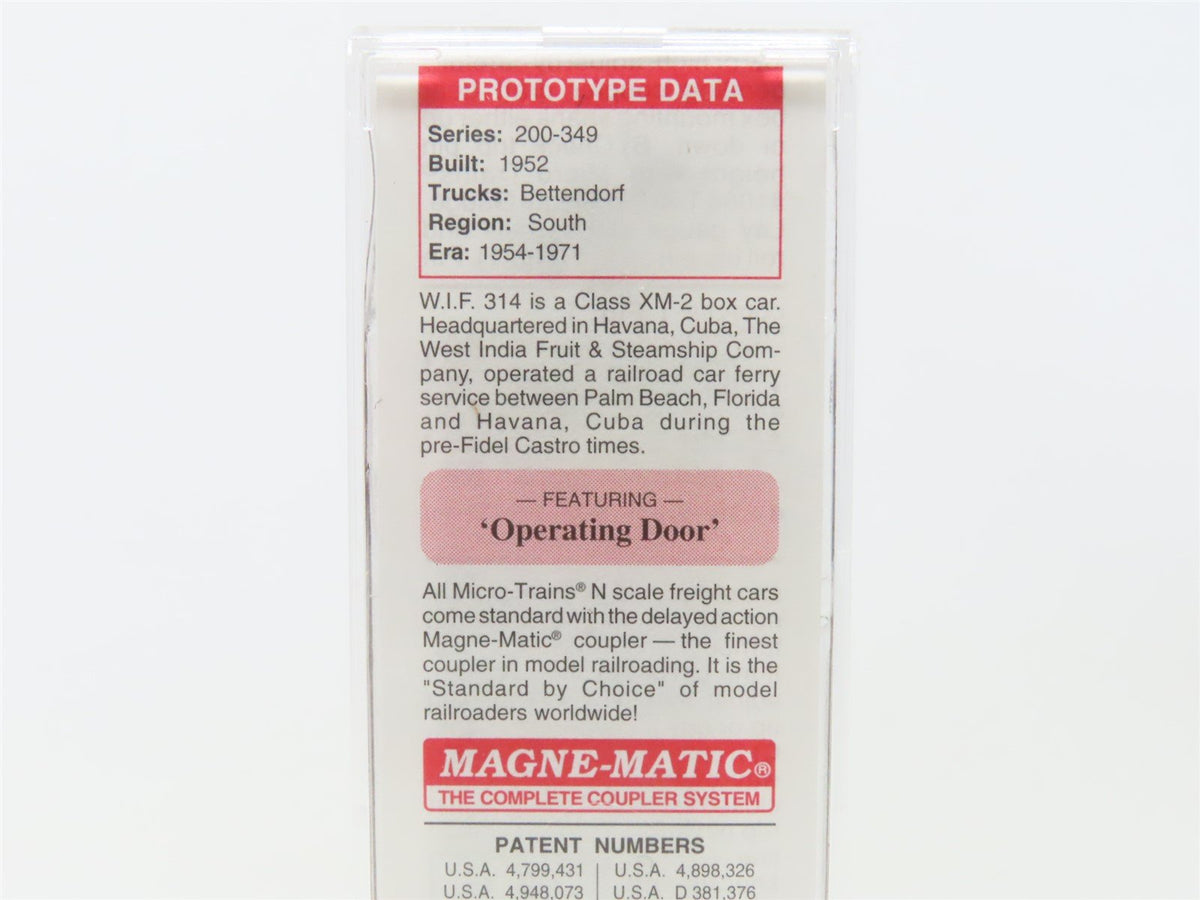 PROTOTYPE DATA
Series: 200-349
Built: 1952
Trucks: Bettendorf
Region: South
Era: 1954-1971
W.I.F. 314 is a Class XM-2 box car.
Headquartered in Havana, Cuba, The
West India Fruit & Steamship Com-
pany, operated a railroad car ferry
service between Palm Beach, Florida
and Havana, Cuba during the
pre-Fidel Castro times.
— FEATURING —
‘Operating Door’
All Micro-Trains® N scale freight cars
come standard with the delayed action
Magne-Matic® coupler — the finest
coupler in model railroading. It is the
"Standard by Choice" of model
railroaders worldwide!
MAGNE-MATIC®
THE COMPLETE COUPLER SYSTEM
PATENT NUMBERS
U.S.A. 4,799,431 | U.S.A. 4,898,326
U.S.A. 4,948,073 | U.S.A. D 381,376